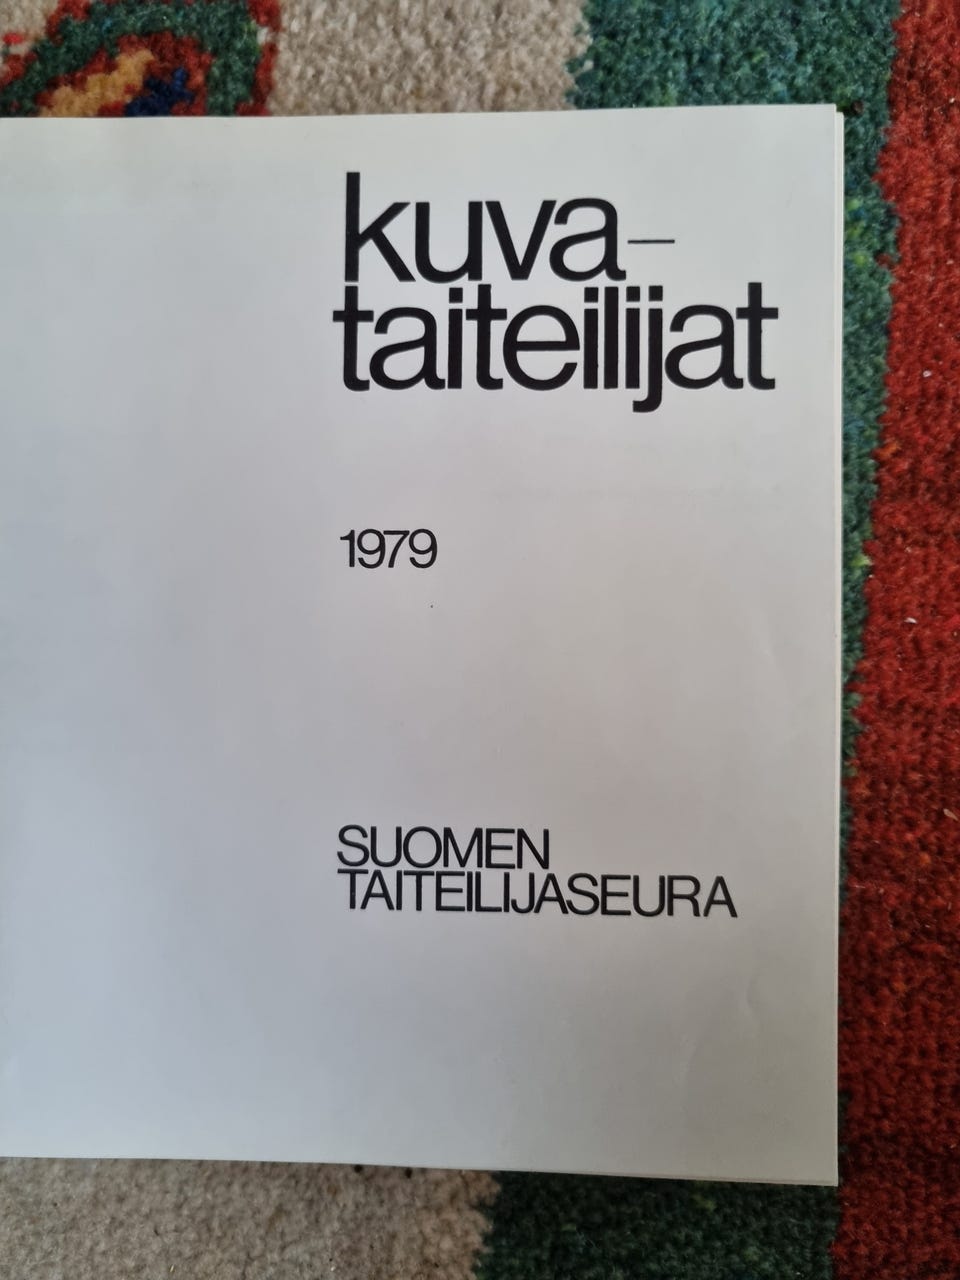 kuva-
taiteilijat
1979
SUOMEN
TAITEILIJASEURA